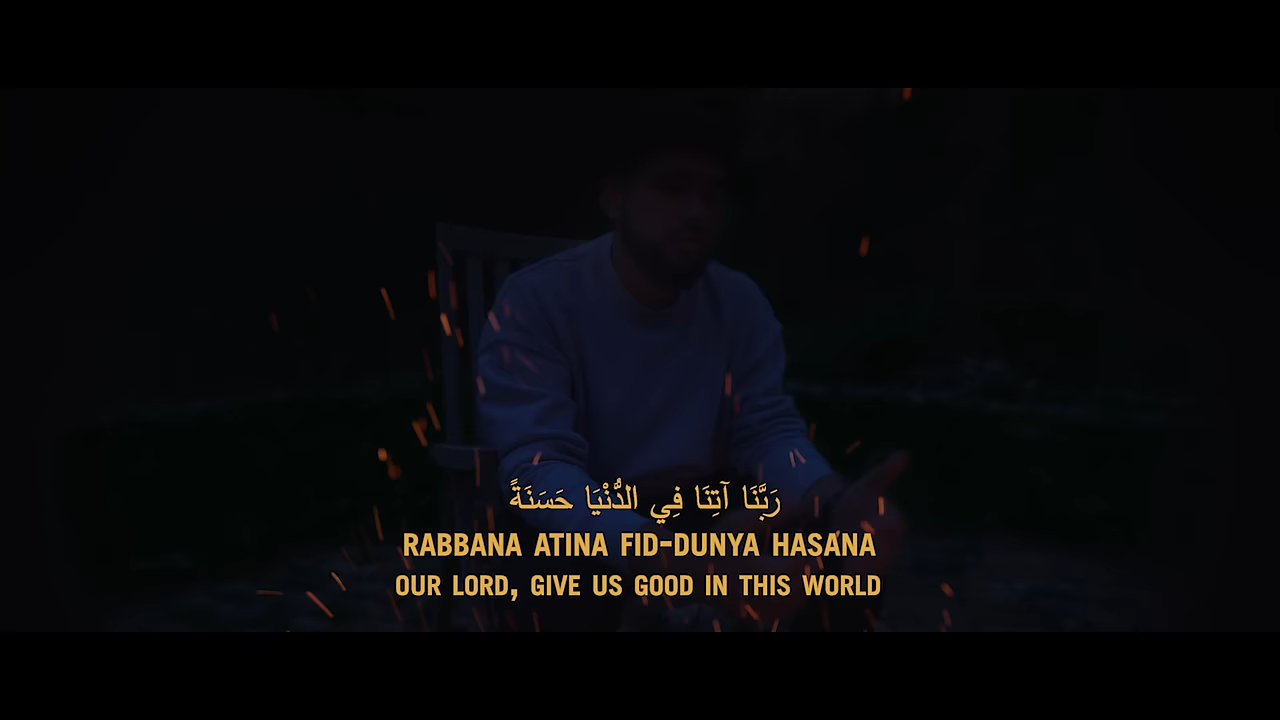 رَبَّنَا آتِنَا فِي الدُّنْيَا حَسَنَةً
RABBANA ATINA FID-DUNYA HASANA
OUR LORD, GIVE US GOOD IN THIS WORLD